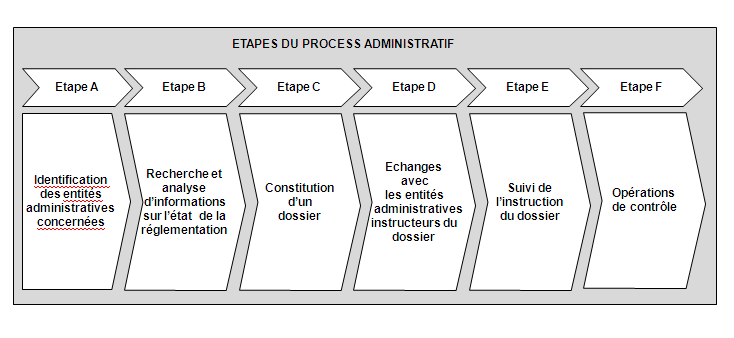 ETAPES DU PROCESS ADMINISTRATIF
Etape A
Etape B
Etape C
Etape D
Etape E
Etape F
Identification
des entités
administratives
concernées
Recherche et
analyse
d’informations
sur l’état de la
réglementation
Constitution
d’un
dossier
Echanges
avec
les entités
administratives
instructeurs du
dossier
Suivi de
l’instruction
du dossier
Opérations
de contrôle